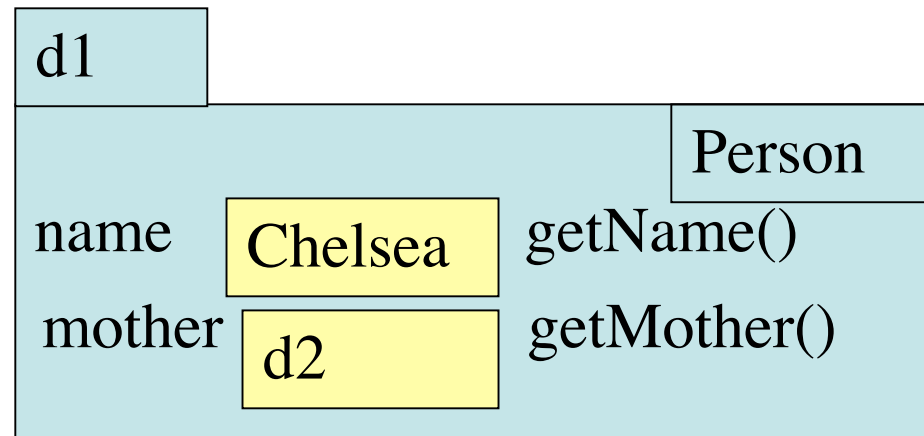 d1
Person
name Chelsea getName()
mother d2 getMother()